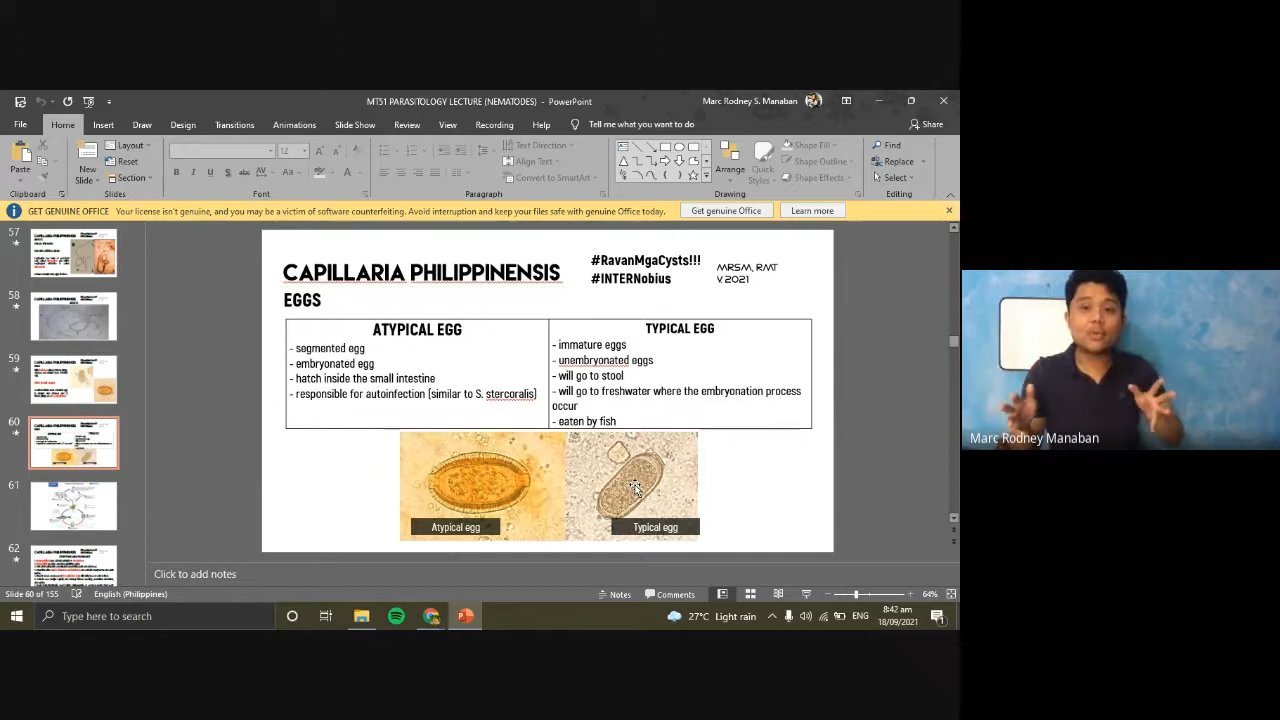 MT51 PARASITOLOGY LECTURE (NEMATODES) - PowerPoint
Marc Rodney S. Manaban
File Home Insert Draw Design Transitions Animations Slide Show Review View Recording Help Tell me what you want to do Share
Paste
Clipboard
New Slide
Layout
Reset
Section
Slides
12
Font
Text Direction
Align Text
Convert to SmartArt
Paragraph
Arrange
Quick Styles
Shape Fill
Shape Outline
Shape Effects
Drawing
Find
Replace
Select
Editing
GET GENUINE OFFICE Your license isn't genuine, and you may be a victim of software counterfeiting. Avoid interruption and keep your files safe with genuine Office today. Get genuine Office Learn more
57
58
59
60
61
62
CAPILLARIA PHILIPPINENSIS
EGGS
#RavanMgaCysts!!!
#INTERNobius
MRSM, RMT
V.2021
ATYPICAL EGG
- segmented egg
- embryonated egg
- hatch inside the small intestine
- responsible for autoinfection (similar to S. stercoralis)
TYPICAL EGG
- immature eggs
- unembryonated eggs
- will go to stool
- will go to freshwater where the embryonation process
occur
- eaten by fish
Atypical egg
Typical egg
Click to add notes
Slide 60 of 155 English (Philippines) Notes Comments 64%
Type here to search
27°C Light rain
ENG
8:42 am
18/09/2021
Marc Rodney Manaban